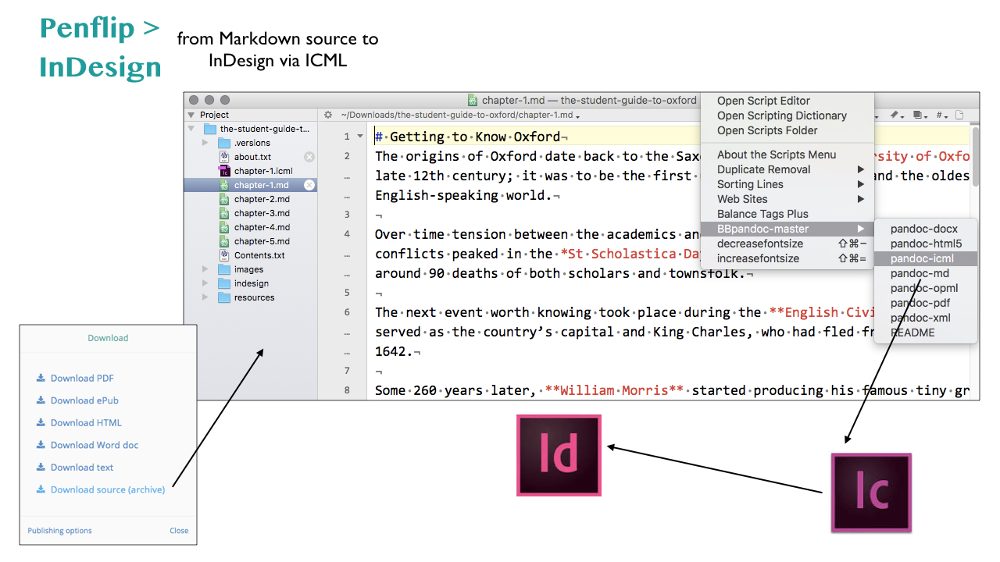 Penflip >
InDesign
from Markdown source to
InDesign via ICML
chapter-1.md — the-student-guide-to-oxford
Project
~/Downloads/the-student-guide-to-oxford/chapter-1.md
the-student-guide-t...
.versions
about.txt
chapter-1.icml
chapter-1.md
chapter-2.md
chapter-3.md
chapter-4.md
chapter-5.md
Contents.txt
images
indesign
resources
1 #·Getting·to·Know·Oxford¬
2 The·origins·of·Oxford·date·back·to·the·Sax rsity·of·Oxfo
… late·12th·century;·it·was·to·be·the·first· and·the·oldes
… English-speaking·world.·¬
3 ¬
4 Over·time·tension·between·the·academics·an
… conflicts·peaked·in·the·*St·Scholastica·Da
… around·90·deaths·of·both·scholars·and·townsfolk.·¬
5 ¬
6 The·next·event·worth·knowing·took·place·during·the·**English·Civi
… served·as·the·country’s·capital·and·King·Charles,·who·had·fled·fr
… 1642.·¬
7 ¬
8 Some·260·years·later,·**William·Morris**·started·producing·his·famous·tiny·gr
Open Script Editor
Open Scripting Dictionary
Open Scripts Folder
About the Scripts Menu
Duplicate Removal
Sorting Lines
Web Sites
Balance Tags Plus
BBpandoc-master
decreasefontsize ⇧⌘−
increasefontsize ⇧⌘=
#
pandoc-docx
pandoc-html5
pandoc-icml
pandoc-md
pandoc-opml
pandoc-pdf
pandoc-xml
README
Download
Download PDF
Download ePub
Download HTML
Download Word doc
Download text
Download source (archive)
Publishing options Close
Id
Ic